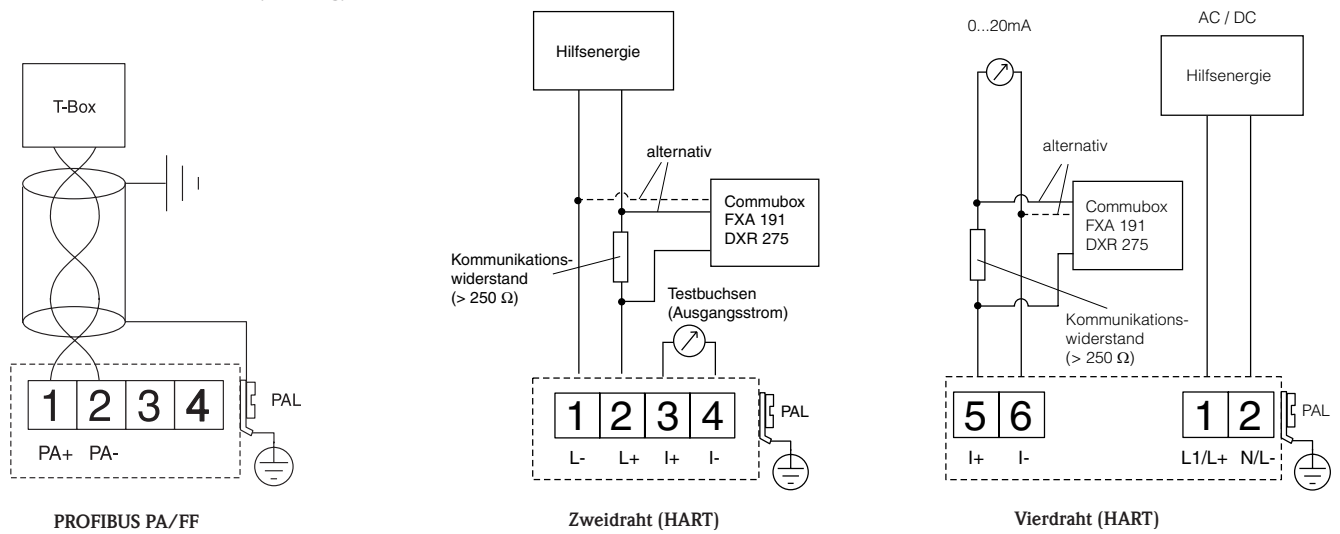 T-Box
1 2 3 4
PAL
PA+ PA-
PROFIBUS PA/FF
Hilfsenergie
alternativ
Commubox
FXA 191
DXR 275
Kommunikations-
widerstand
(> 250 Ω)
Testbuchsen
(Ausgangsstrom)
1 2 3 4
PAL
L- L+ I+ I-
Zweidraht (HART)
0...20mA
AC / DC
Hilfsenergie
alternativ
Commubox
FXA 191
DXR 275
Kommunikations-
widerstand
(> 250 Ω)
5 6
1 2
PAL
I+ I-
L1/L+ N/L-
Vierdraht (HART)